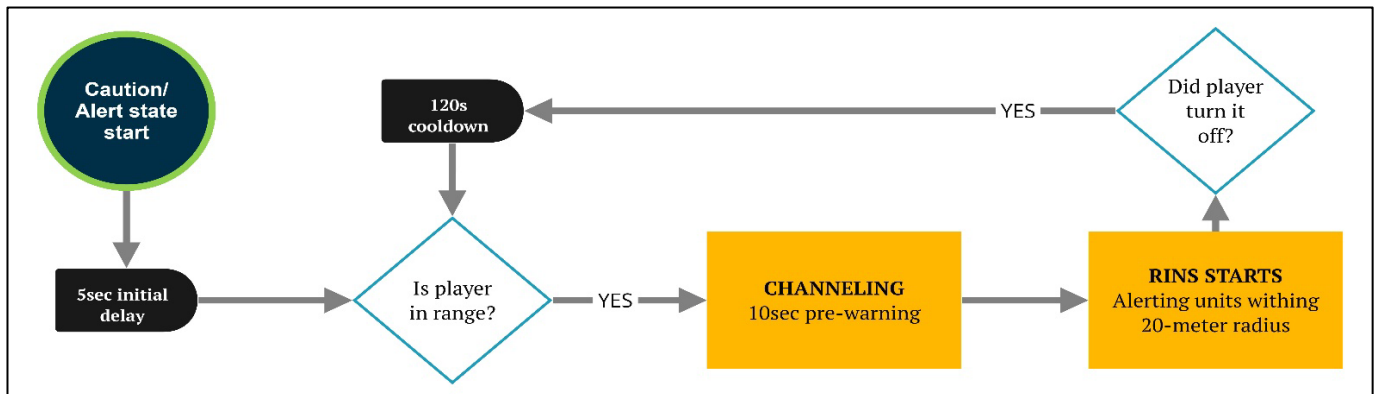 Caution/
Alert state
start
5sec initial
delay
120s
cooldown
Is player
in range?
YES
CHANNELING
10sec pre-warning
RINS STARTS
Alerting units withing
20-meter radius
Did player
turn it
off?
YES